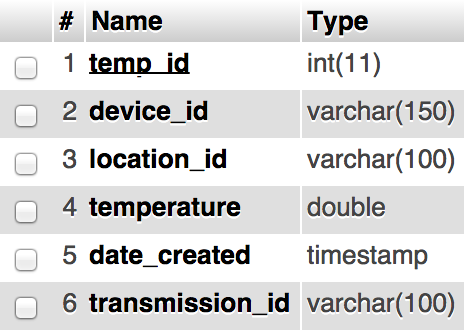 # Name Type
1 temp_id int(11)
2 device_id varchar(150)
3 location_id varchar(100)
4 temperature double
5 date_created timestamp
6 transmission_id varchar(100)